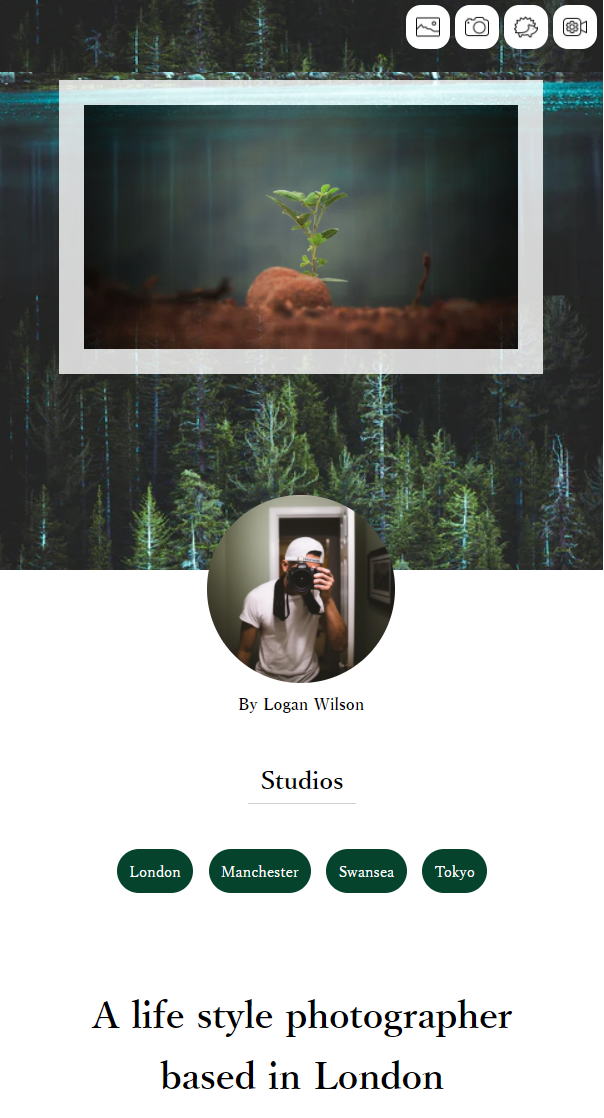 By Logan Wilson
Studios
London
Manchester
Swansea
Tokyo
A life style photographer
based in London